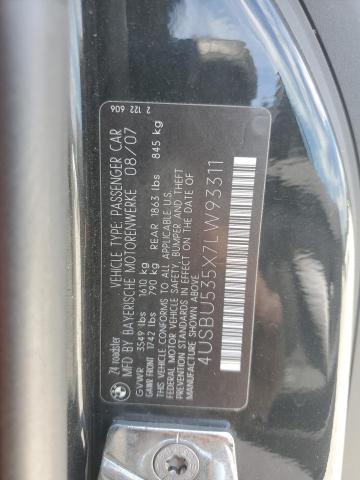 Z4 roadster
2 122 606
VEHICLE TYPE: PASSENGER CAR
MFD BY BAYERISCHE MOTORENWERKE 08/07
GVWR 3549 lbs 1610 kg
GAWR FRONT 1742 lbs 790 kg REAR 1863 lbs 845 kg
THIS VEHICLE CONFORMS TO ALL APPLICABLE U.S.
FEDERAL MOTOR VEHICLE SAFETY, BUMPER, AND THEFT
PREVENTION STANDARDS IN EFFECT ON THE DATE OF
MANUFACTURE SHOWN ABOVE.
4USBU535X7LW93311